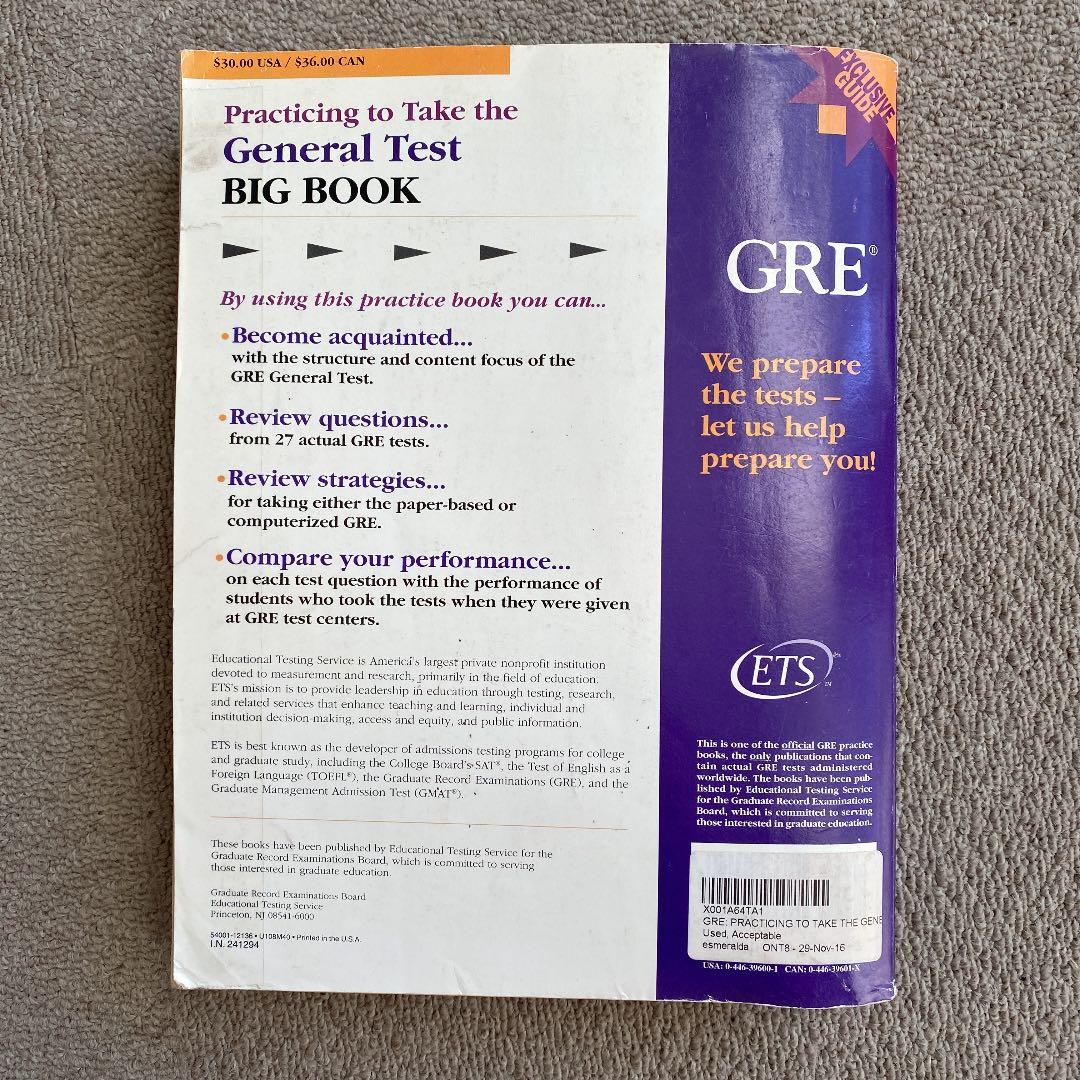 $30.00 USA / $36.00 CAN
Practicing to Take the
General Test
BIG BOOK
By using this practice book you can...
•Become acquainted...
with the structure and content focus of the
GRE General Test.
•Review questions...
from 27 actual GRE tests.
•Review strategies...
for taking either the paper-based or
computerized GRE.
•Compare your performance...
on each test question with the performance of
students who took the tests when they were given
at GRE test centers.
Educational Testing Service is America's largest private nonprofit institution
devoted to measurement and research, primarily in the field of education.
ETS's mission is to provide leadership in education through testing, research,
and related services that enhance teaching and learning, individual and
institution decision-making, access and equity, and public information.
ETS is best known as the developer of admissions testing programs for college
and graduate study, including the College Board's SAT®, the Test of English as a
Foreign Language (TOEFL®), the Graduate Record Examinations (GRE), and the
Graduate Management Admission Test (GMAT®).
These books have been published by Educational Testing Service for the
Graduate Record Examinations Board, which is committed to serving
those interested in graduate education.
Graduate Record Examinations Board
Educational Testing Service
Princeton, NJ 08541-6000
54001-12136 • U108M40 • Printed in the U.S.A.
I.N. 241294
EXCLUSIVE
GUIDE
GRE®
We prepare
the tests –
let us help
prepare you!
ETS
This is one of the official GRE practice
books, the only publications that con-
tain actual GRE tests administered
worldwide. The books have been pub-
lished by Educational Testing Service
for the Graduate Record Examinations
Board, which is committed to serving
those interested in graduate education.
X001A64TA1
GRE: PRACTICING TO TAKE THE GENE
Used, Acceptable
esmeralda ONT8 - 29-Nov-16
USA: 0-446-39600-1 CAN: 0-446-39601-X